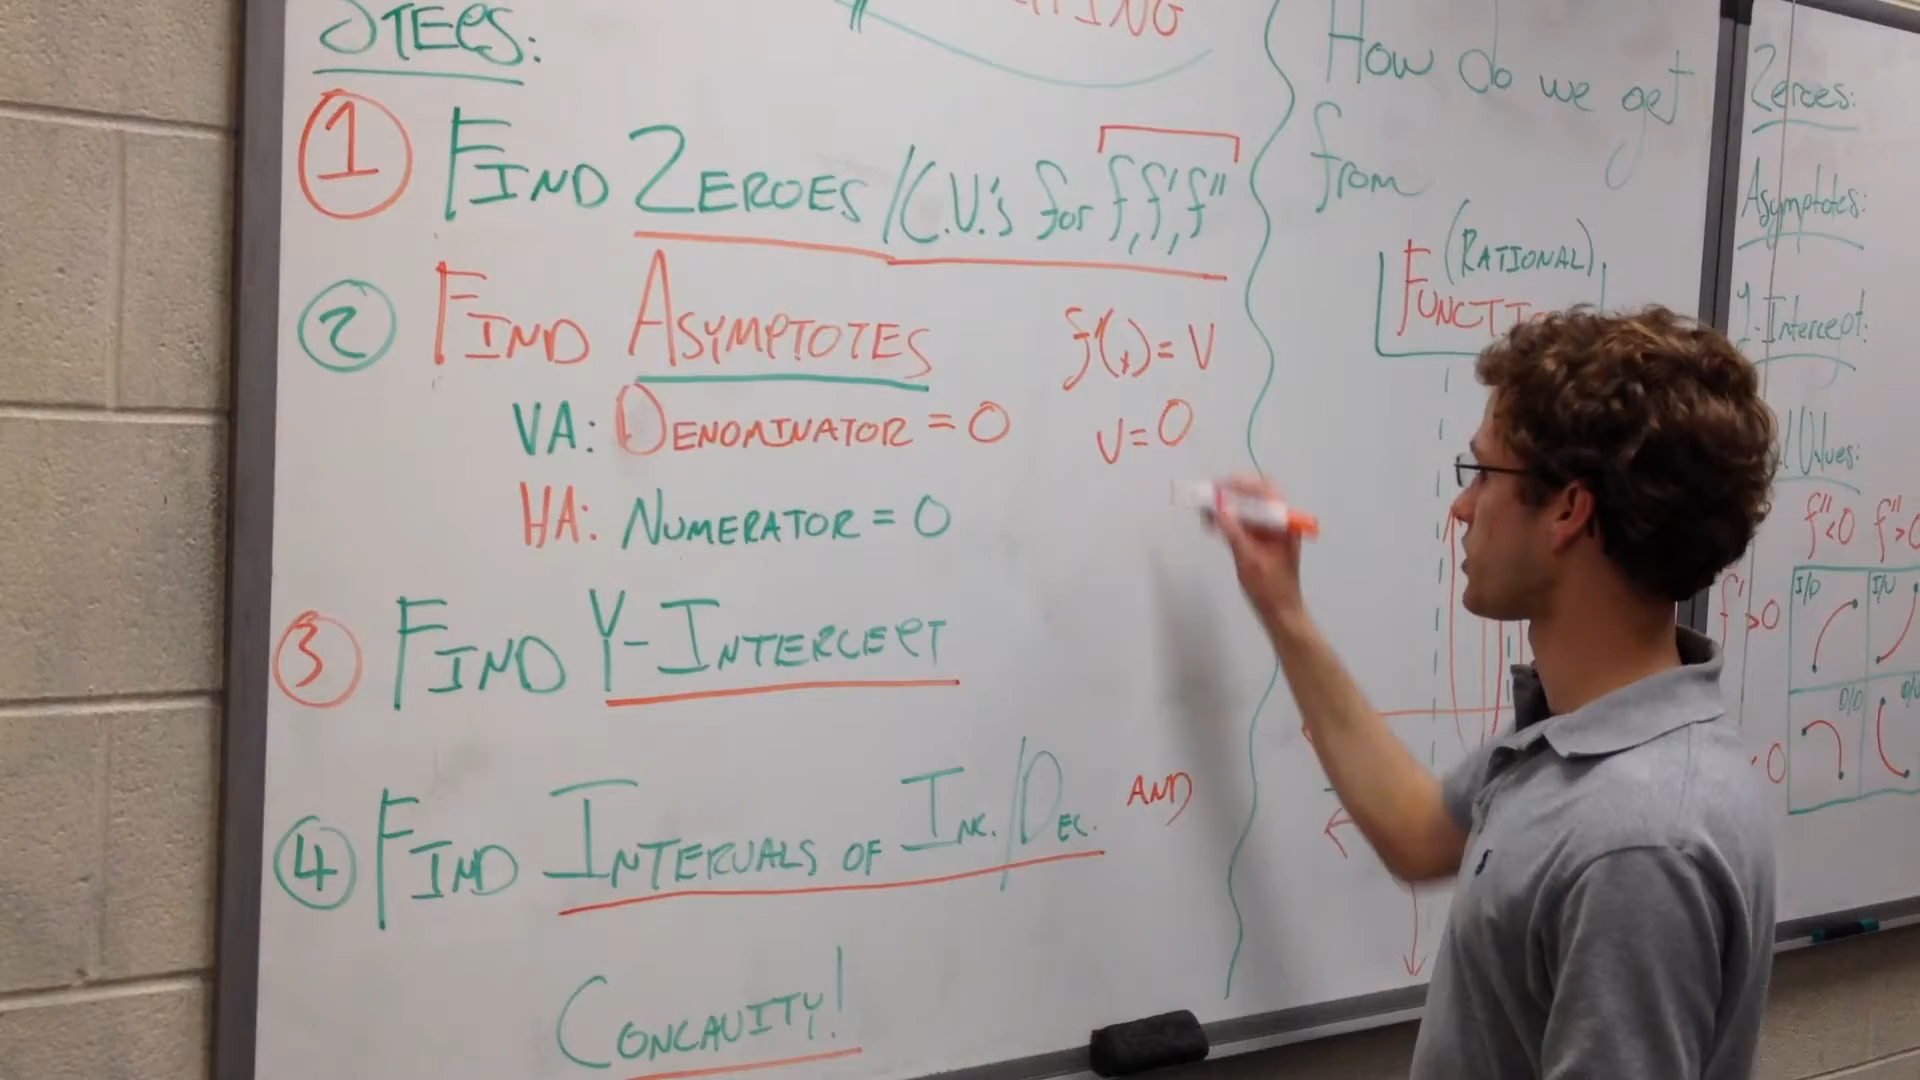 STEPS:
1 FIND ZEROES/C.V.'s for f, f', f"
2 FIND ASYMPTOTES
VA: DENOMINATOR = 0
HA: NUMERATOR = 0
f'(x) = V
V = 0
3 FIND Y-INTERCEPT
4 FIND INTERVALS OF INC./DEC. AND
CONCAVITY!
How do we get
from
(RATIONAL)
Zeroes:
Asymptotes:
Y-Intercept:
Values:
f"<0 f">0
f' >0
I/D I/U
D/D D/U